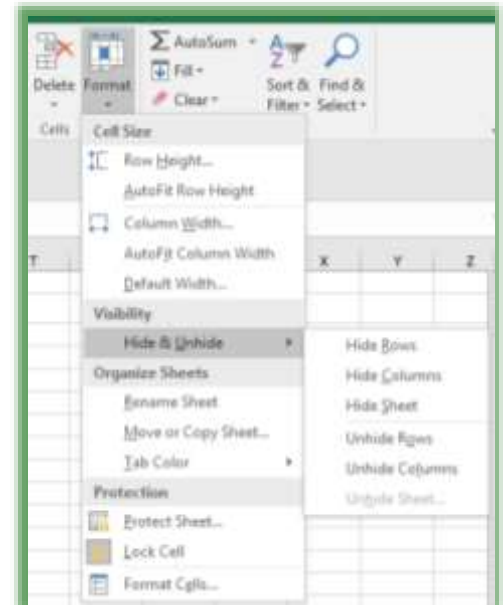 AutoSum
Fill
Clear
Delete
Format
Sort &
Filter
Find &
Select
Cells
Cell Size
Row Height...
AutoFit Row Height
Column Width...
AutoFit Column Width
Default Width...
Visibility
Hide & Unhide
Organize Sheets
Rename Sheet
Move or Copy Sheet...
Tab Color
Protection
Protect Sheet...
Lock Cell
Format Cells...
T
X
Y
Z
Hide Rows
Hide Columns
Hide Sheet
Unhide Rows
Unhide Columns
Unhide Sheet...